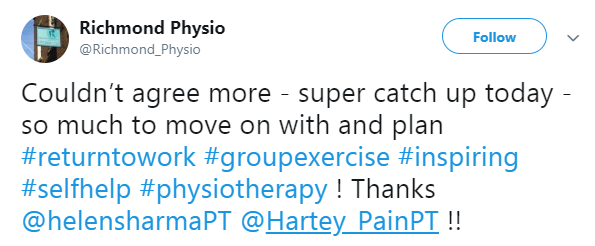 Richmond Physio
@Richmond_Physio
Follow
Couldn’t agree more - super catch up today -
so much to move on with and plan
#returntowork #groupexercise #inspiring
#selfhelp #physiotherapy ! Thanks
@helensharmaPT @Hartey_PainPT !!